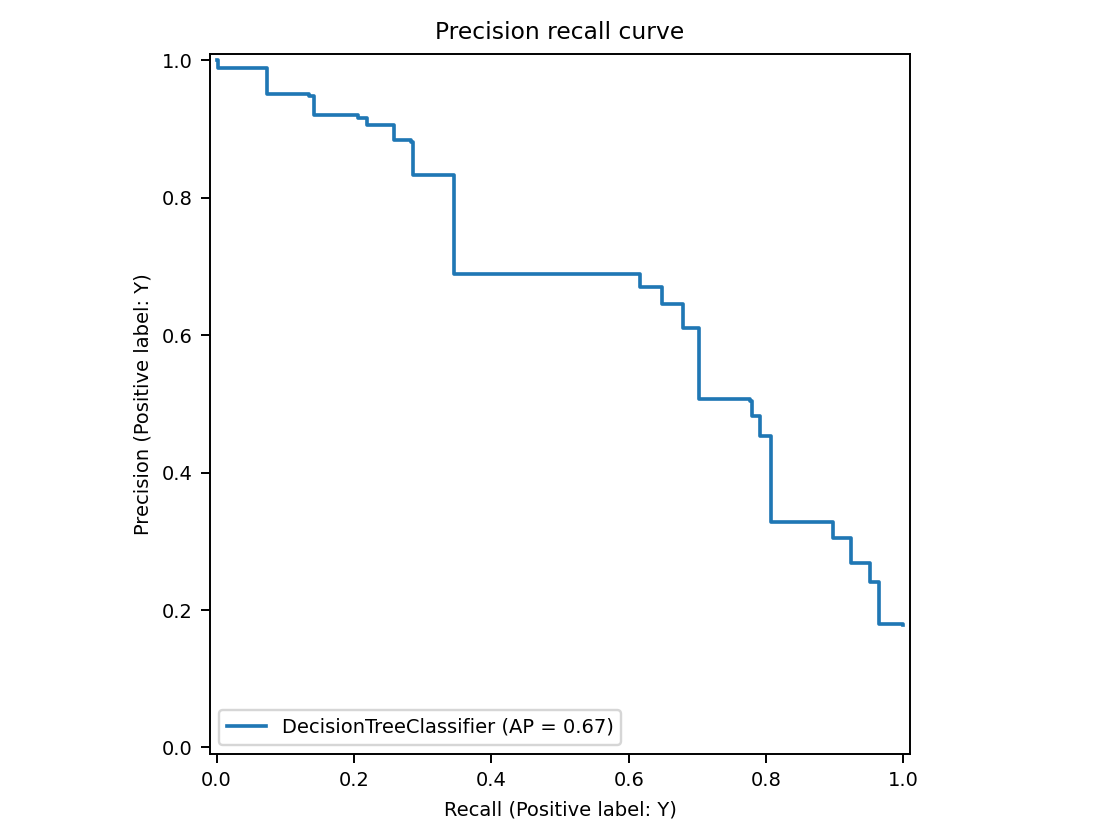 Precision recall curve
1.0
0.8
0.6
0.4
0.2
0.0
Precision (Positive label: Y)
DecisionTreeClassifier (AP = 0.67)
0.0 0.2 0.4 0.6 0.8 1.0
Recall (Positive label: Y)